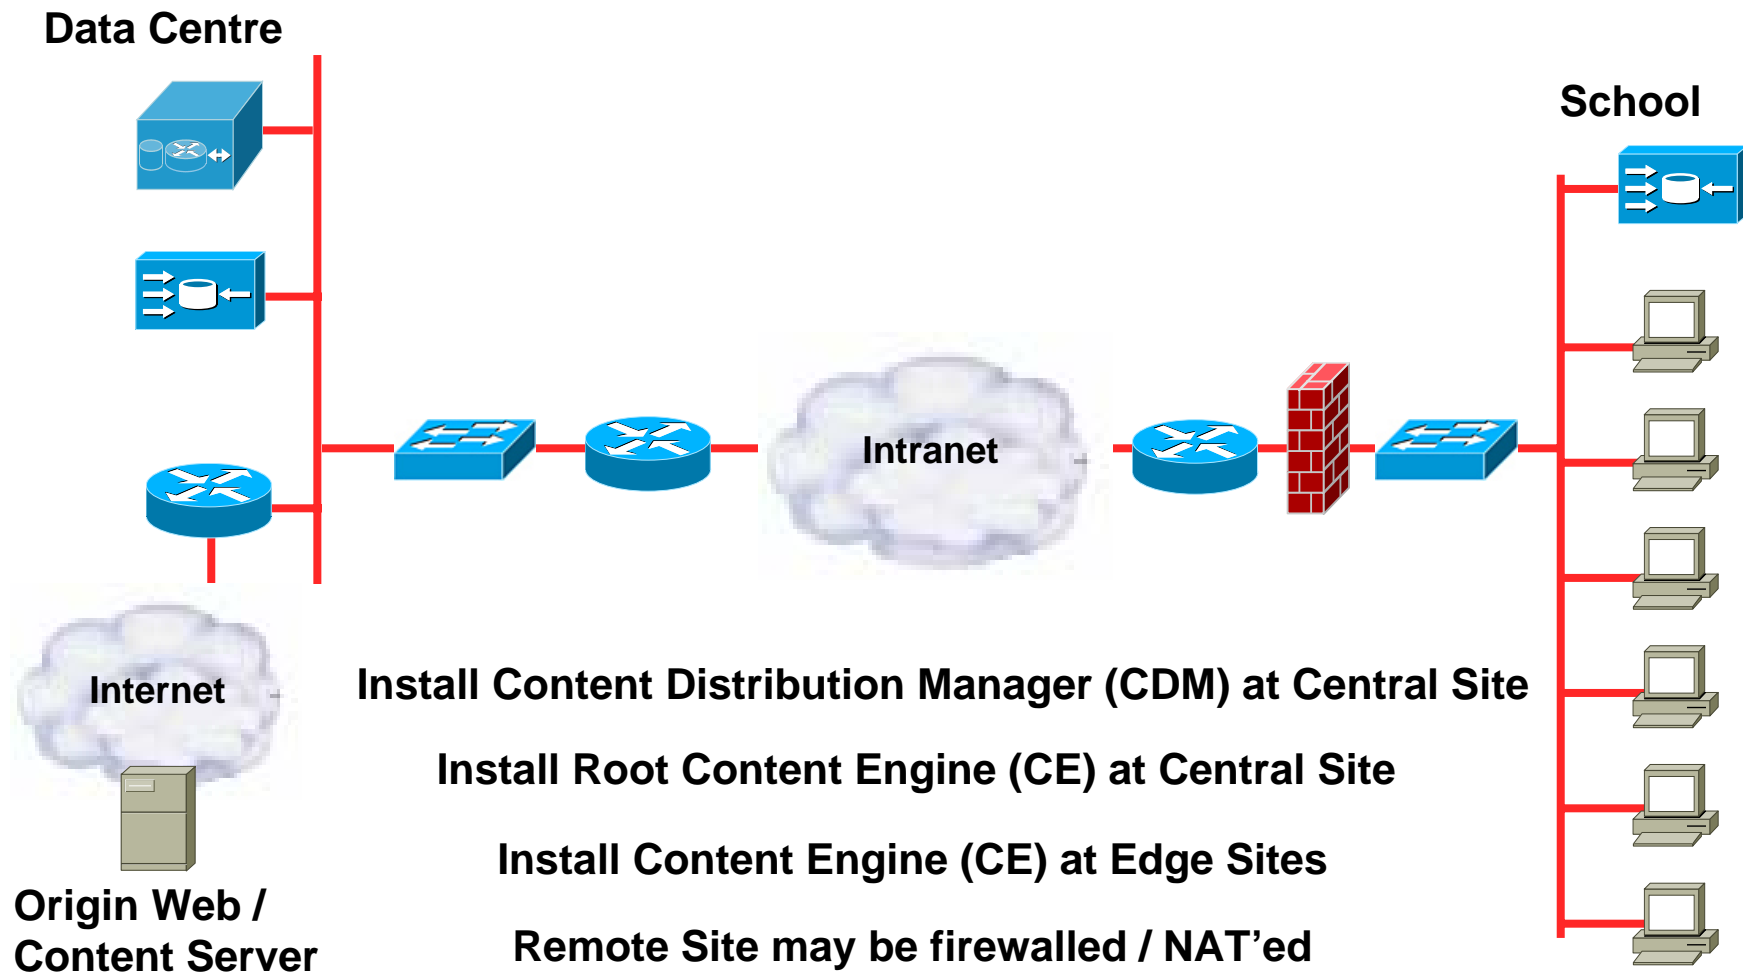 Data Centre
School
Intranet
Internet
Install Content Distribution Manager (CDM) at Central Site
Install Root Content Engine (CE) at Central Site
Install Content Engine (CE) at Edge Sites
Origin Web /
Content Server
Remote Site may be firewalled / NAT’ed